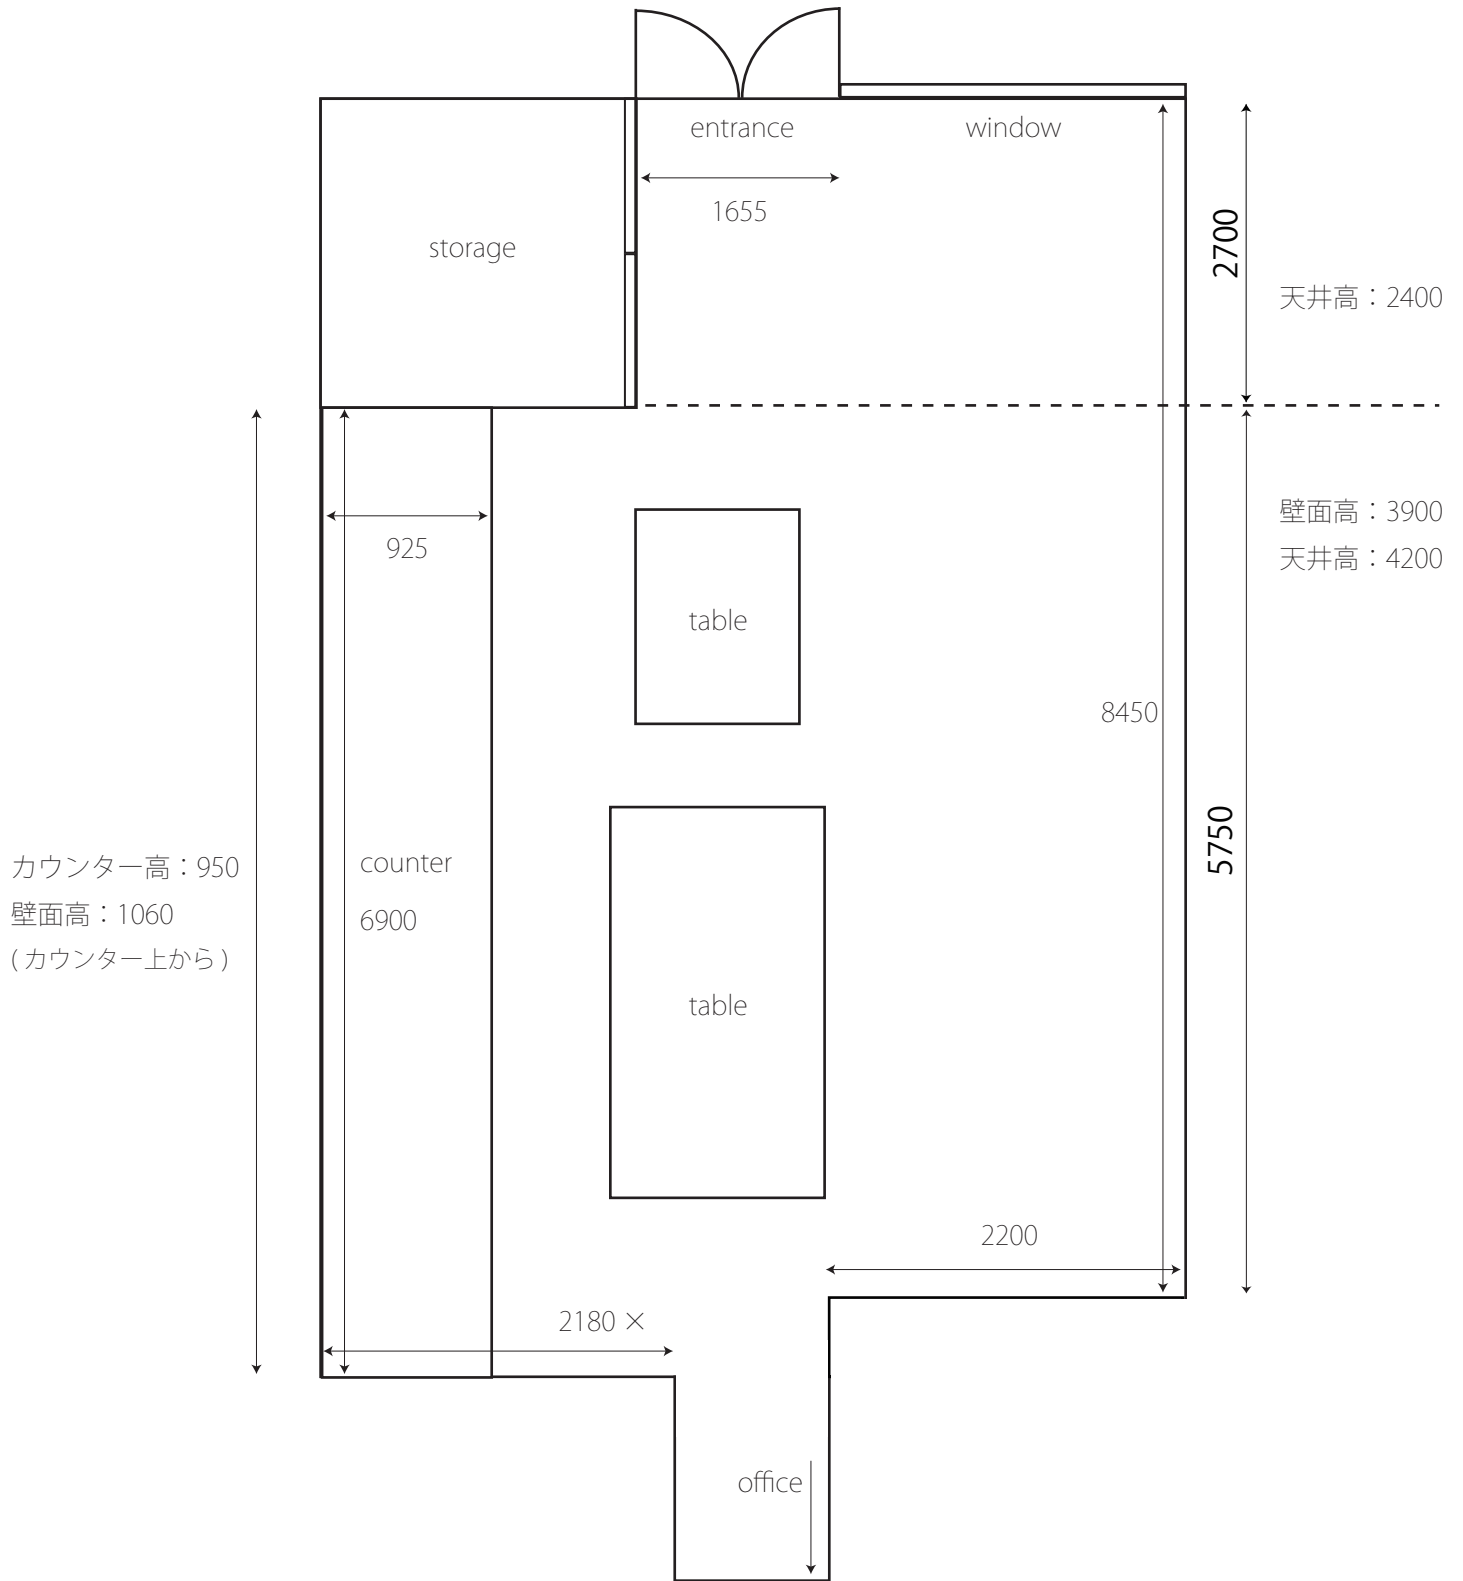 entrance
window
1655
storage
2700
天井高：2400
925
壁面高：3900
天井高：4200
table
8450
5750
カウンター高：950
壁面高：1060
( カウンター上から )
counter
6900
table
2200
2180 ×
office